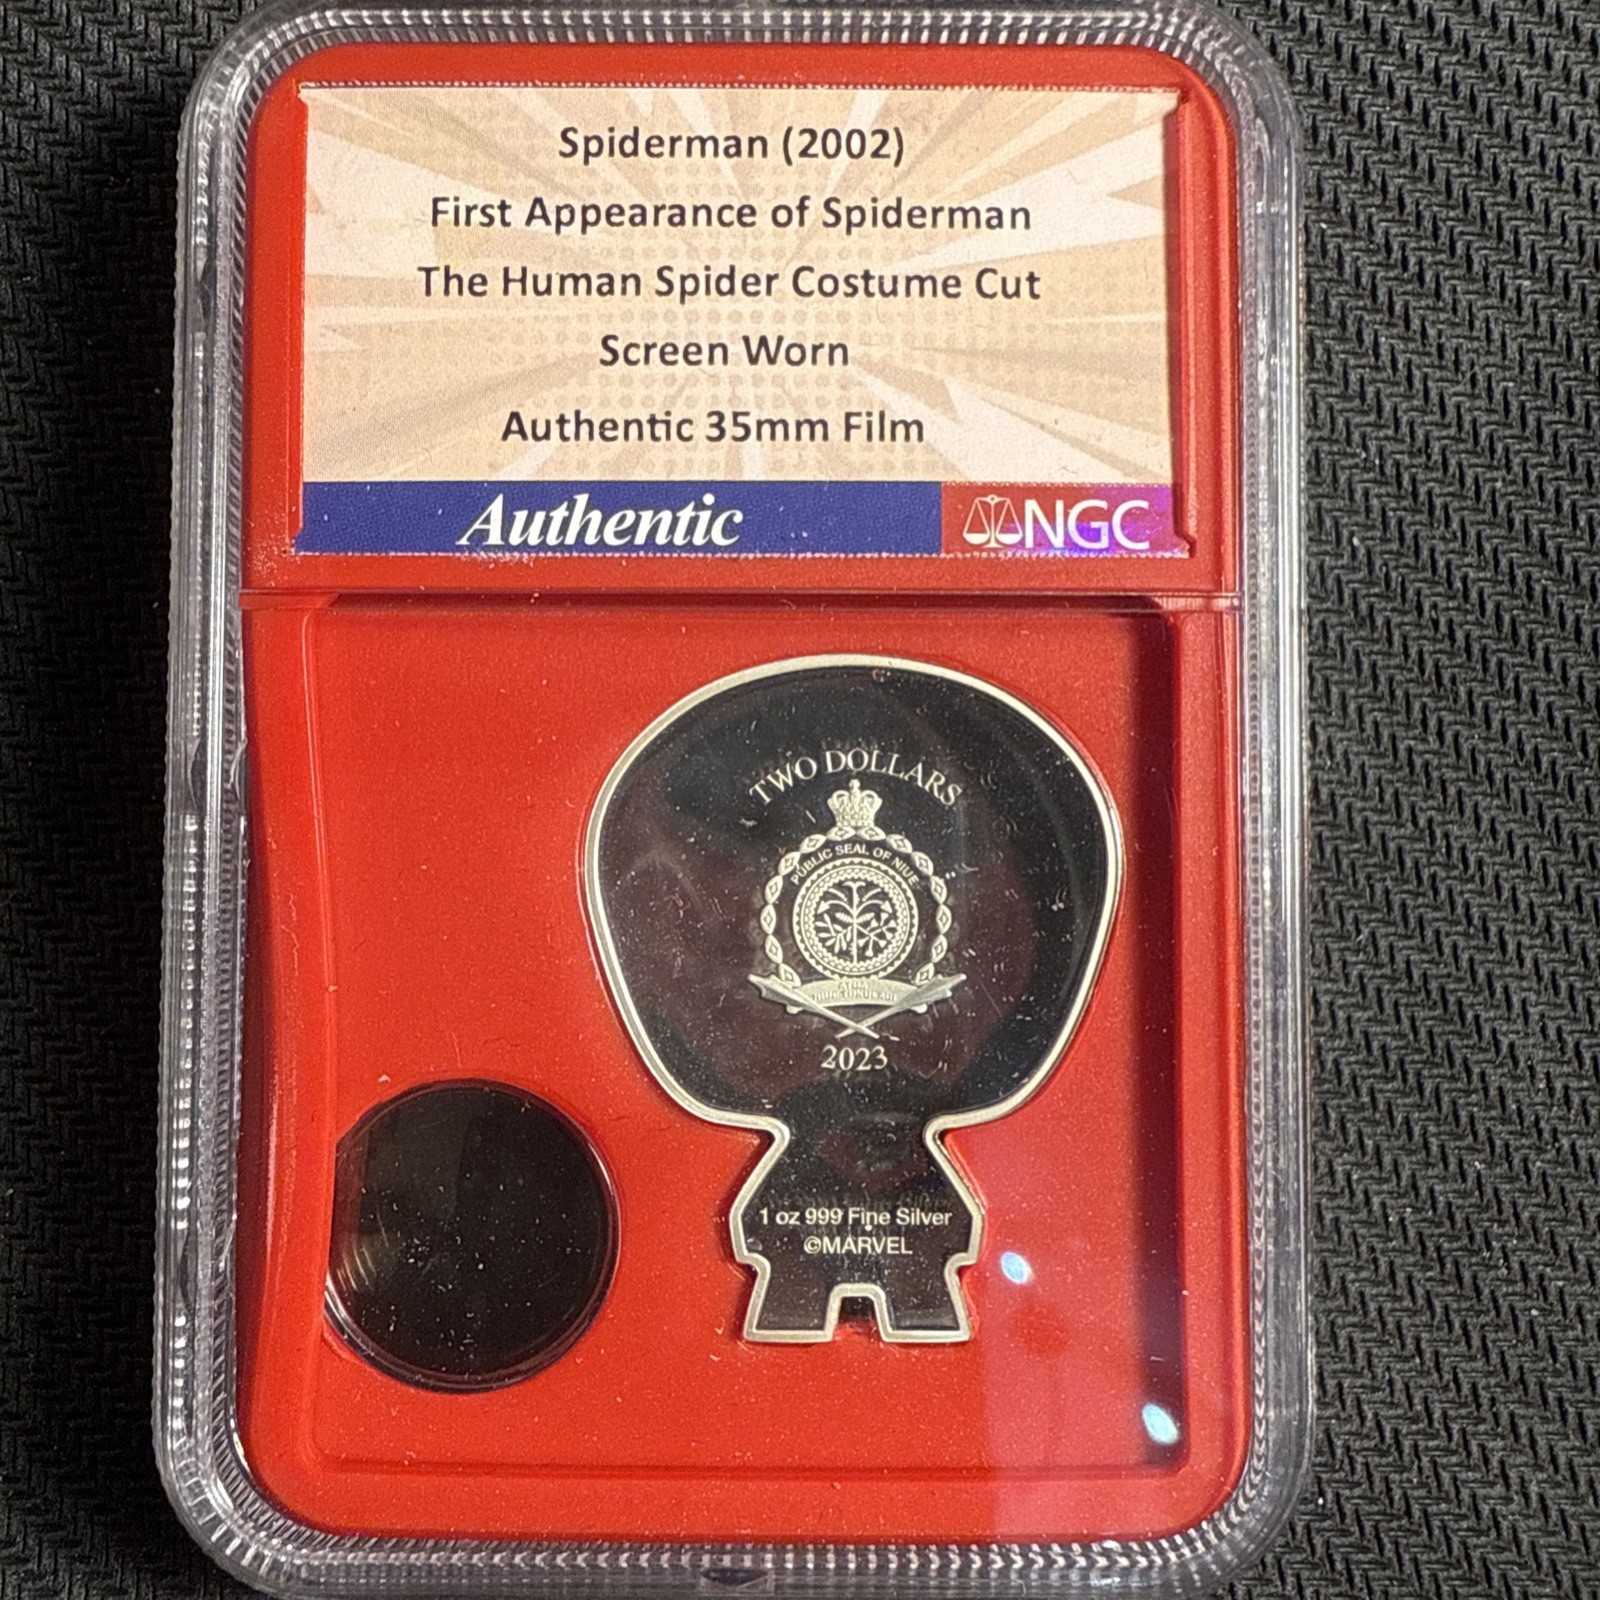 Spiderman (2002)
First Appearance of Spiderman
The Human Spider Costume Cut
Screen Worn
Authentic 35mm Film
Authentic
NGC
TWO DOLLARS
PUBLIC SEAL OF NIUE
2023
1 oz 999 Fine Silver
©MARVEL